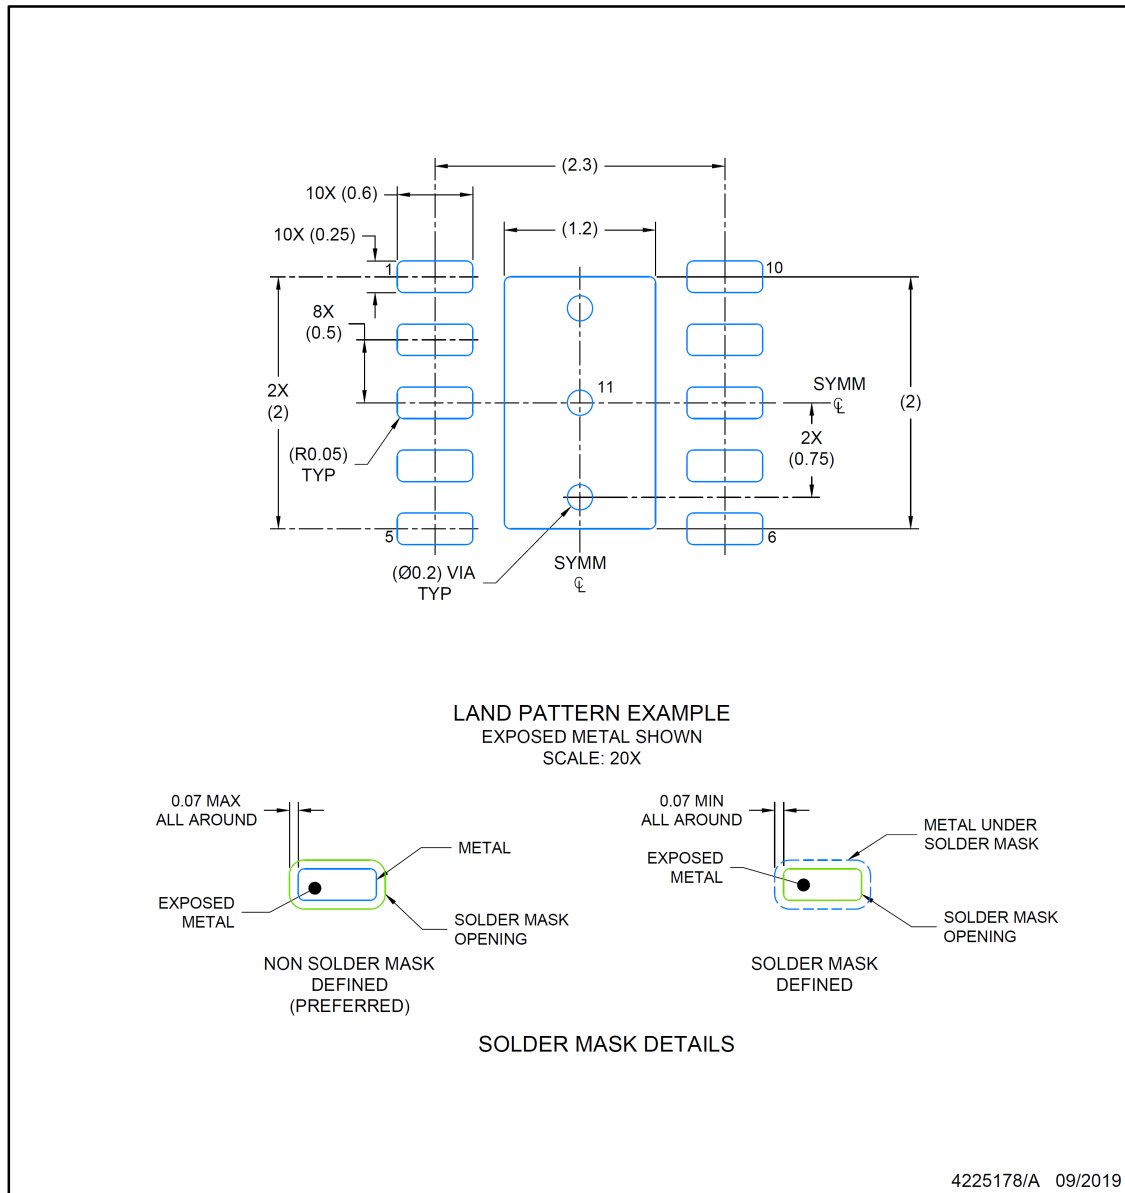 (2.3)
10X (0.6)
(1.2)
10X (0.25)
1
10
8X
(0.5)
11
SYMM
℄
2X
(2)
(2)
2X
(0.75)
(R0.05)
TYP
5
6
(Ø0.2) VIA
TYP
SYMM
℄
LAND PATTERN EXAMPLE
EXPOSED METAL SHOWN
SCALE: 20X
0.07 MAX
ALL AROUND
METAL
EXPOSED
METAL
SOLDER MASK
OPENING
NON SOLDER MASK
DEFINED
(PREFERRED)
0.07 MIN
ALL AROUND
METAL UNDER
SOLDER MASK
EXPOSED
METAL
SOLDER MASK
OPENING
SOLDER MASK
DEFINED
SOLDER MASK DETAILS
4225178/A 09/2019